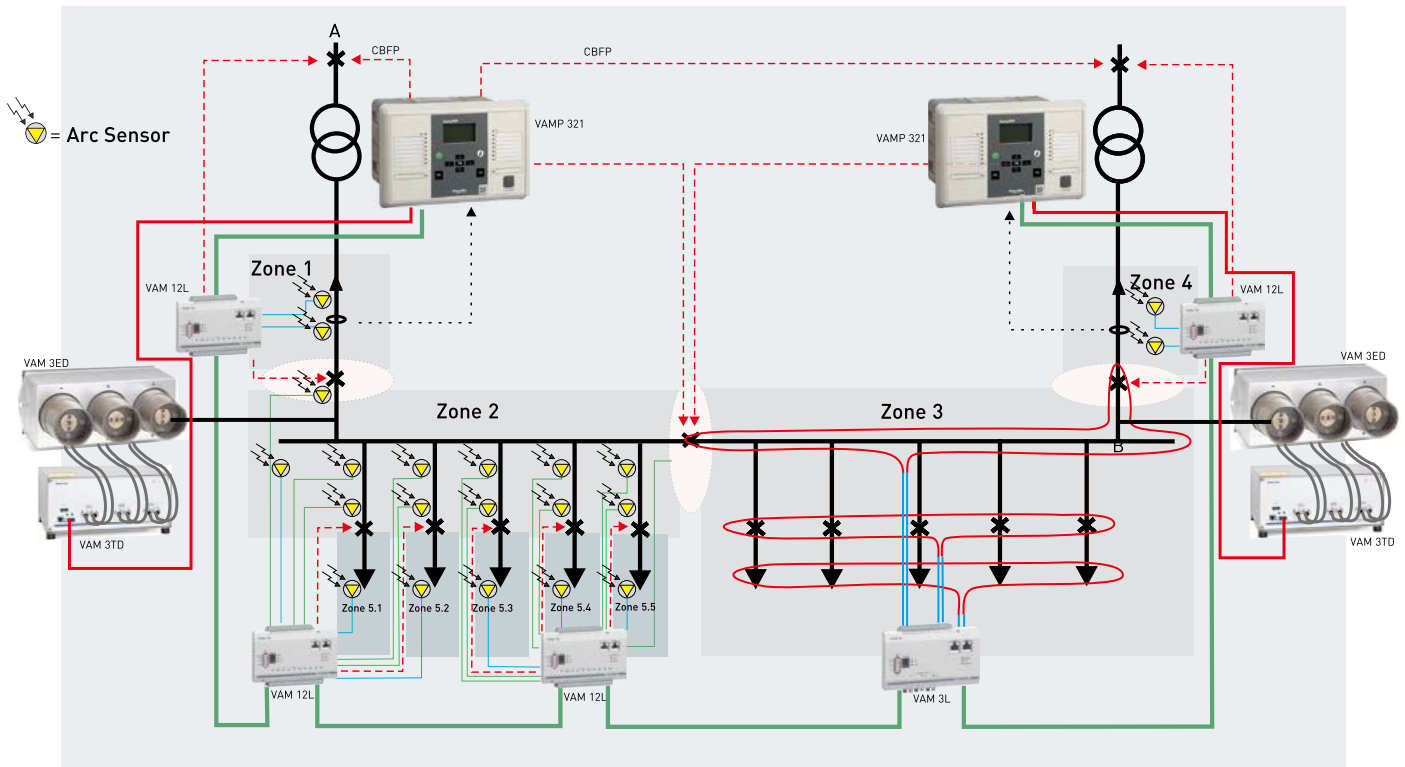 A
CBFP
CBFP
VAMP 321
VAMP 321
= Arc Sensor
Zone 1
Zone 4
VAM 12L
VAM 12L
VAM 3ED
VAM 3ED
Zone 2
Zone 3
B
VAM 3TD
VAM 3TD
Zone 5.1
Zone 5.2
Zone 5.3
Zone 5.4
Zone 5.5
VAM 12L
VAM 12L
VAM 3L